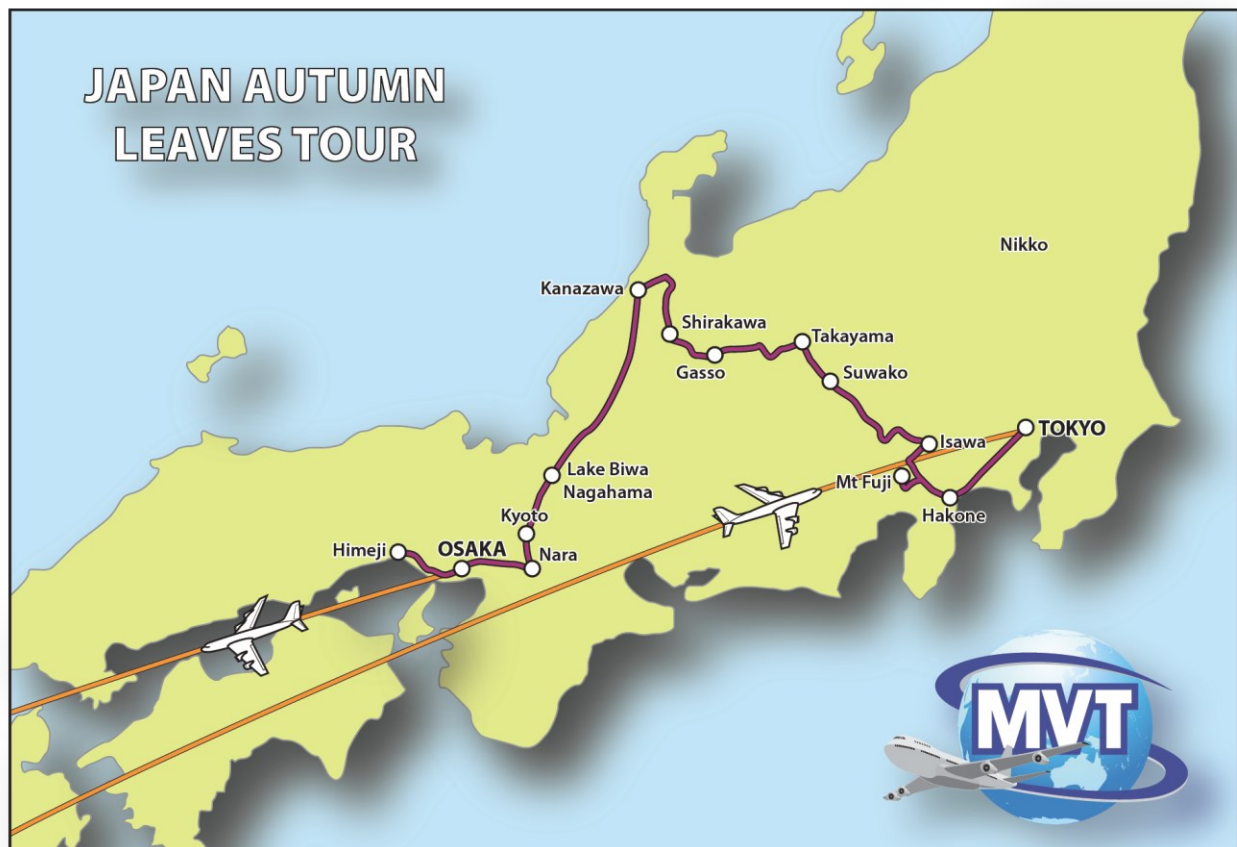 JAPAN AUTUMN
LEAVES TOUR
Nikko
Kanazawa
Shirakawa
Gasso
Takayama
Suwako
Isawa
TOKYO
Mt Fuji
Hakone
Lake Biwa
Nagahama
Kyoto
Nara
OSAKA
Himeji
MVT